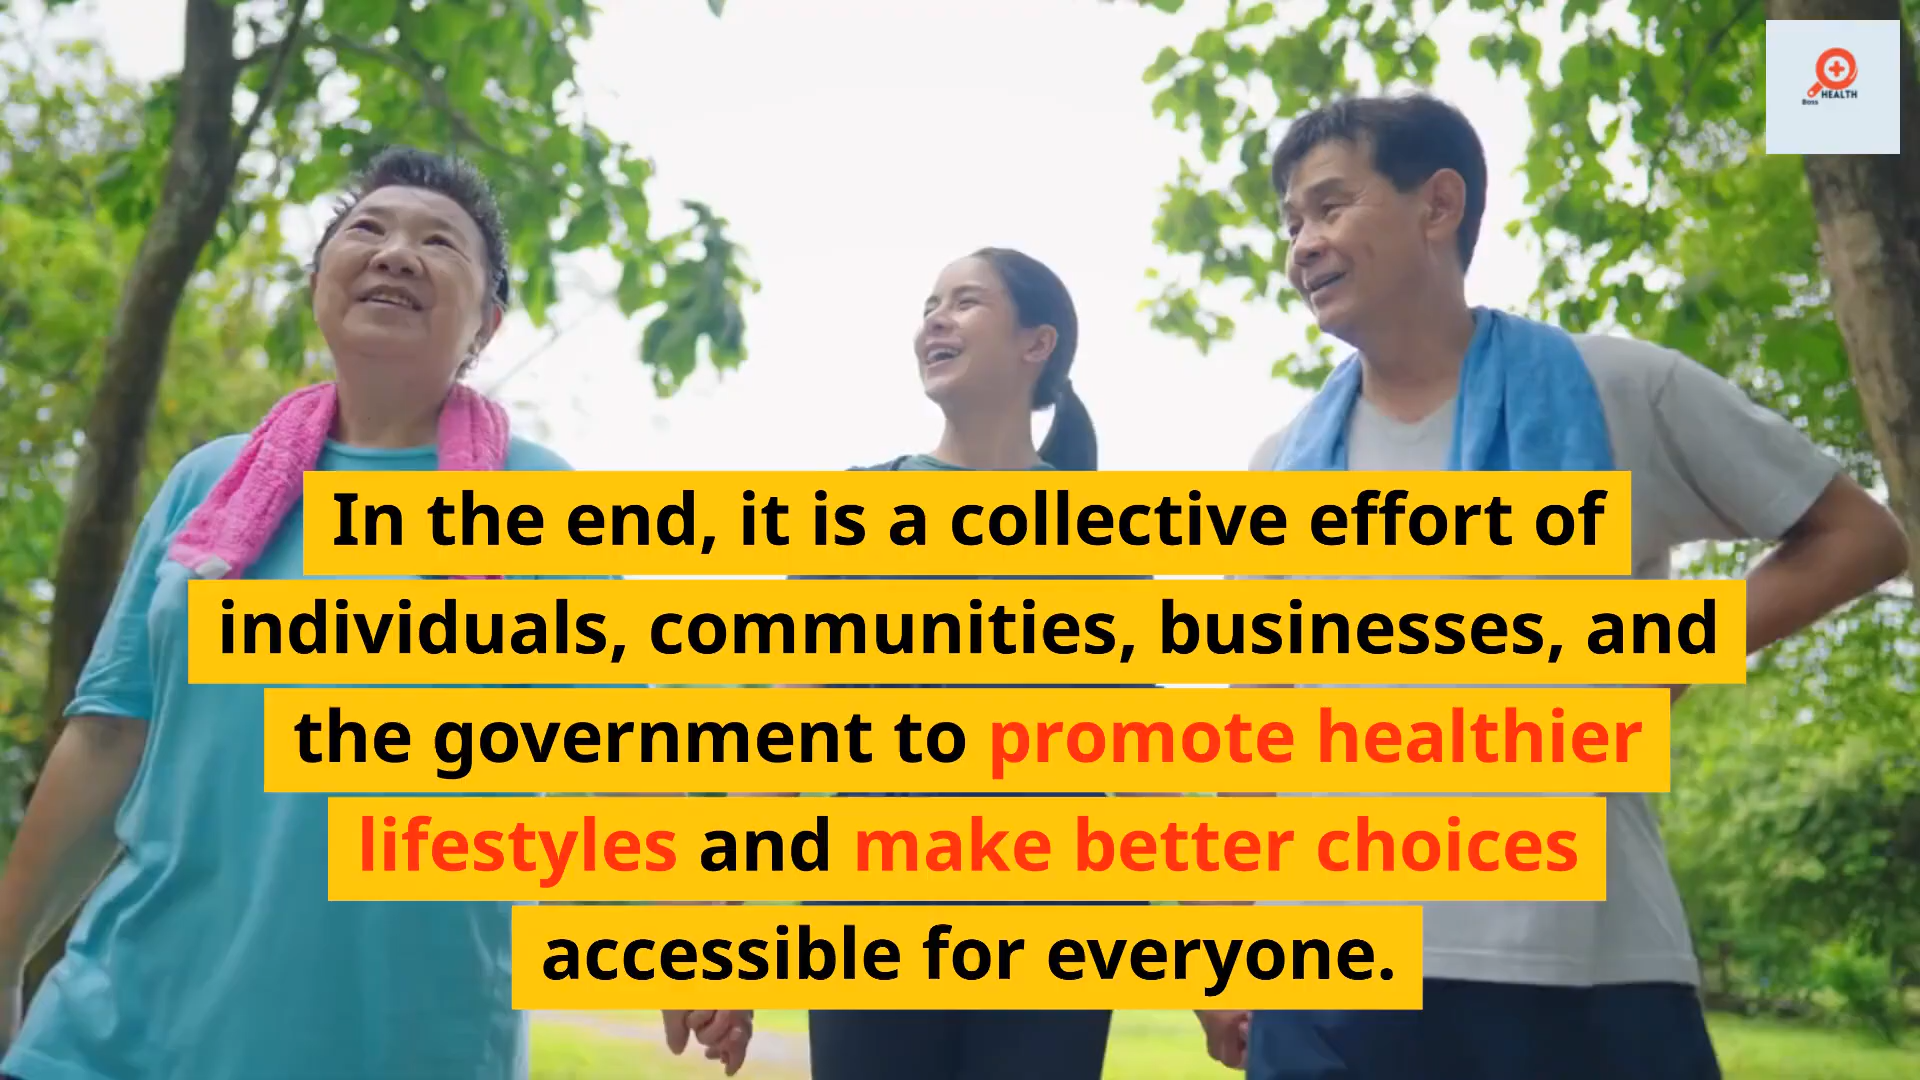 Boss
HEALTH
In the end, it is a collective effort of
individuals, communities, businesses, and
the government to promote healthier
lifestyles and make better choices
accessible for everyone.